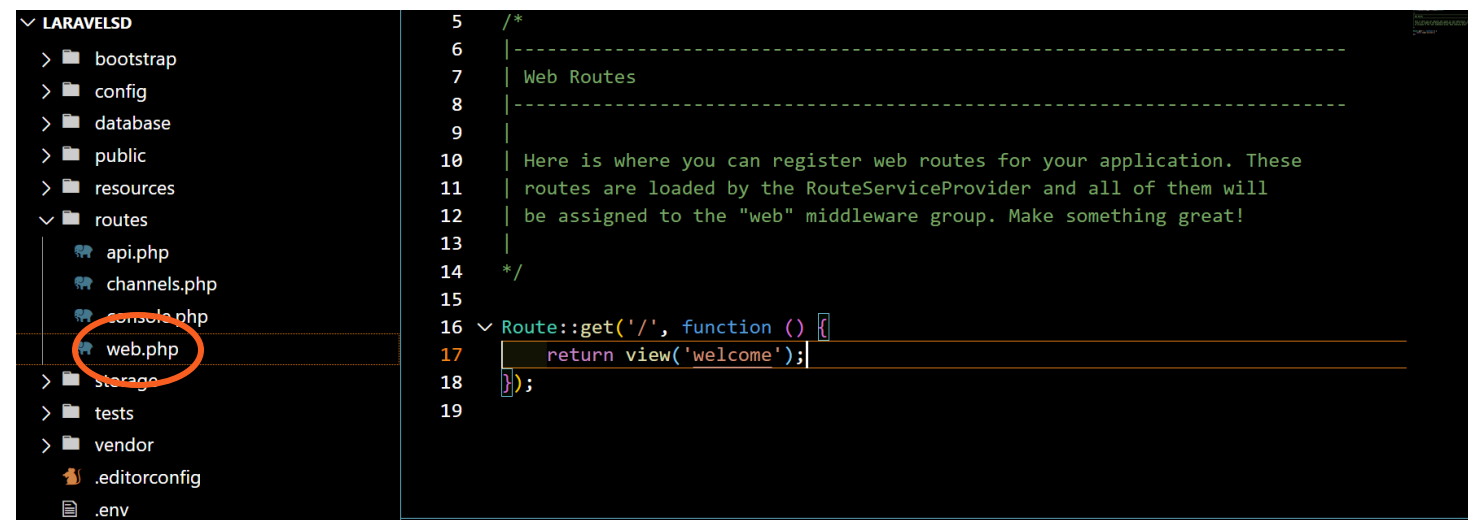 LARAVELSD
bootstrap
config
database
public
resources
routes
api.php
channels.php
console.php
web.php
storage
tests
vendor
.editorconfig
.env
5 /*
6 |--------------------------------------------------------------------------
7 | Web Routes
8 |--------------------------------------------------------------------------
9 |
10 | Here is where you can register web routes for your application. These
11 | routes are loaded by the RouteServiceProvider and all of them will
12 | be assigned to the "web" middleware group. Make something great!
13 |
14 */
15
16 Route::get('/', function () {
17 return view('welcome');
18 });
19